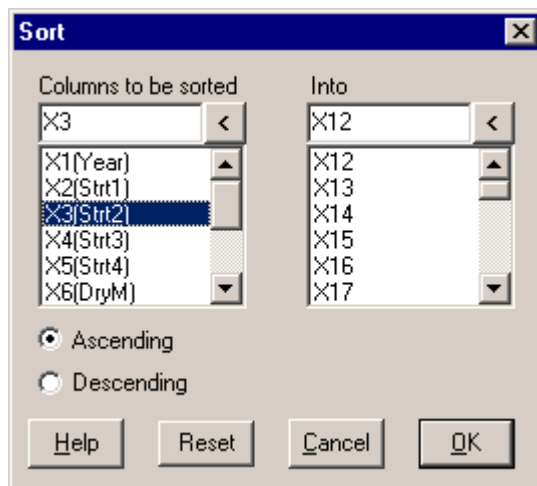 Sort
Columns to be sorted
X3
<
X1(Year)
X2(Strt1)
X3(Strt2)
X4(Strt3)
X5(Strt4)
X6(DryM)
Into
X12
<
X12
X13
X14
X15
X16
X17
Ascending
Descending
Help Reset Cancel OK